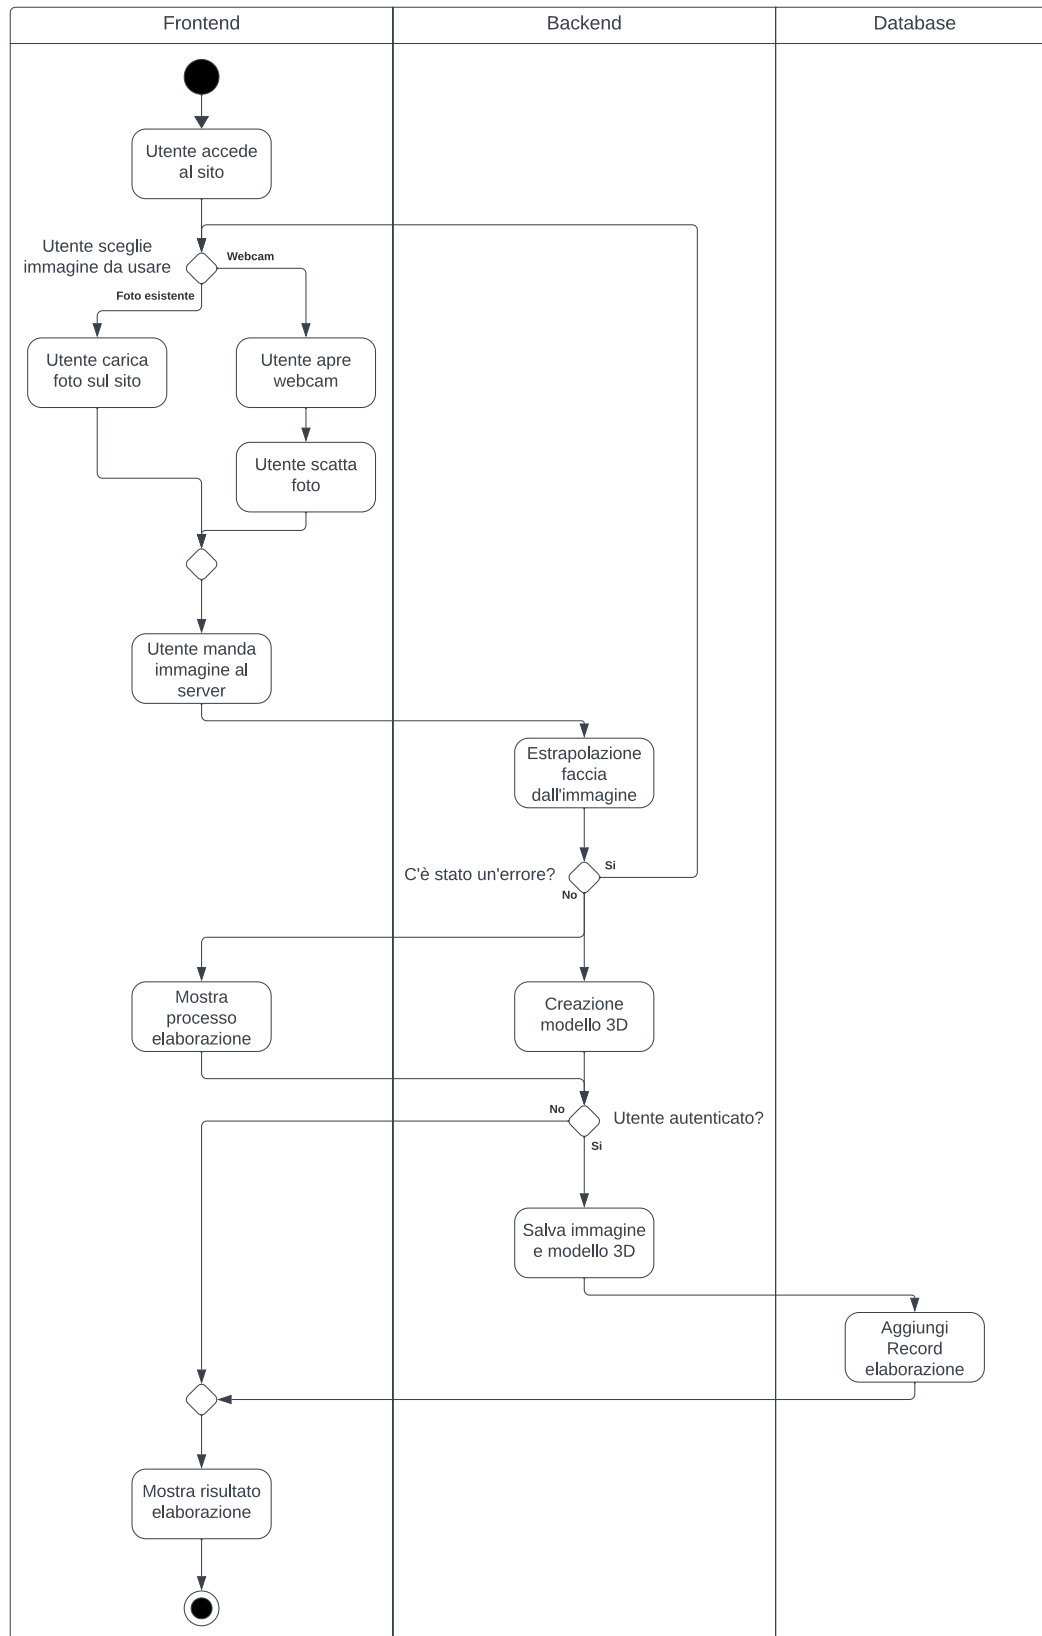 Frontend
Backend
Database
Utente accede
al sito
Utente sceglie
immagine da usare
Webcam
Foto esistente
Utente carica
foto sul sito
Utente apre
webcam
Utente scatta
foto
Utente manda
immagine al
server
Estrapolazione
faccia
dall'immagine
C'è stato un'errore?
Si
No
Mostra
processo
elaborazione
Creazione
modello 3D
No
Utente autenticato?
Si
Salva immagine
e modello 3D
Aggiungi
Record
elaborazione
Mostra risultato
elaborazione